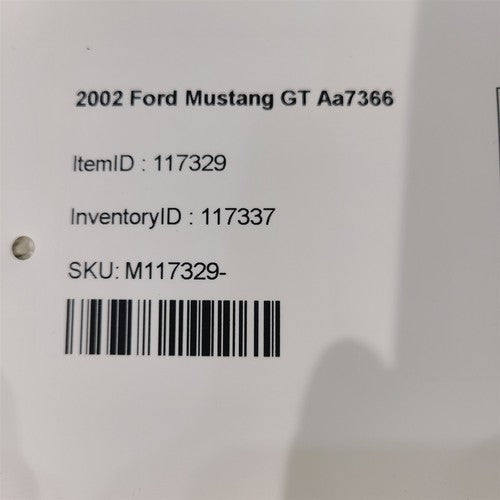 2002 Ford Mustang GT Aa7366
ItemID : 117329
InventoryID : 117337
SKU: M117329-